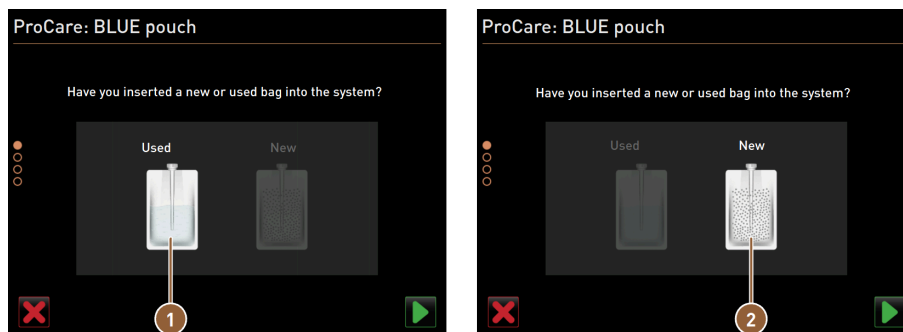 ProCare: BLUE pouch
Have you inserted a new or used bag into the system?
Used New
1
ProCare: BLUE pouch
Have you inserted a new or used bag into the system?
Used New
2